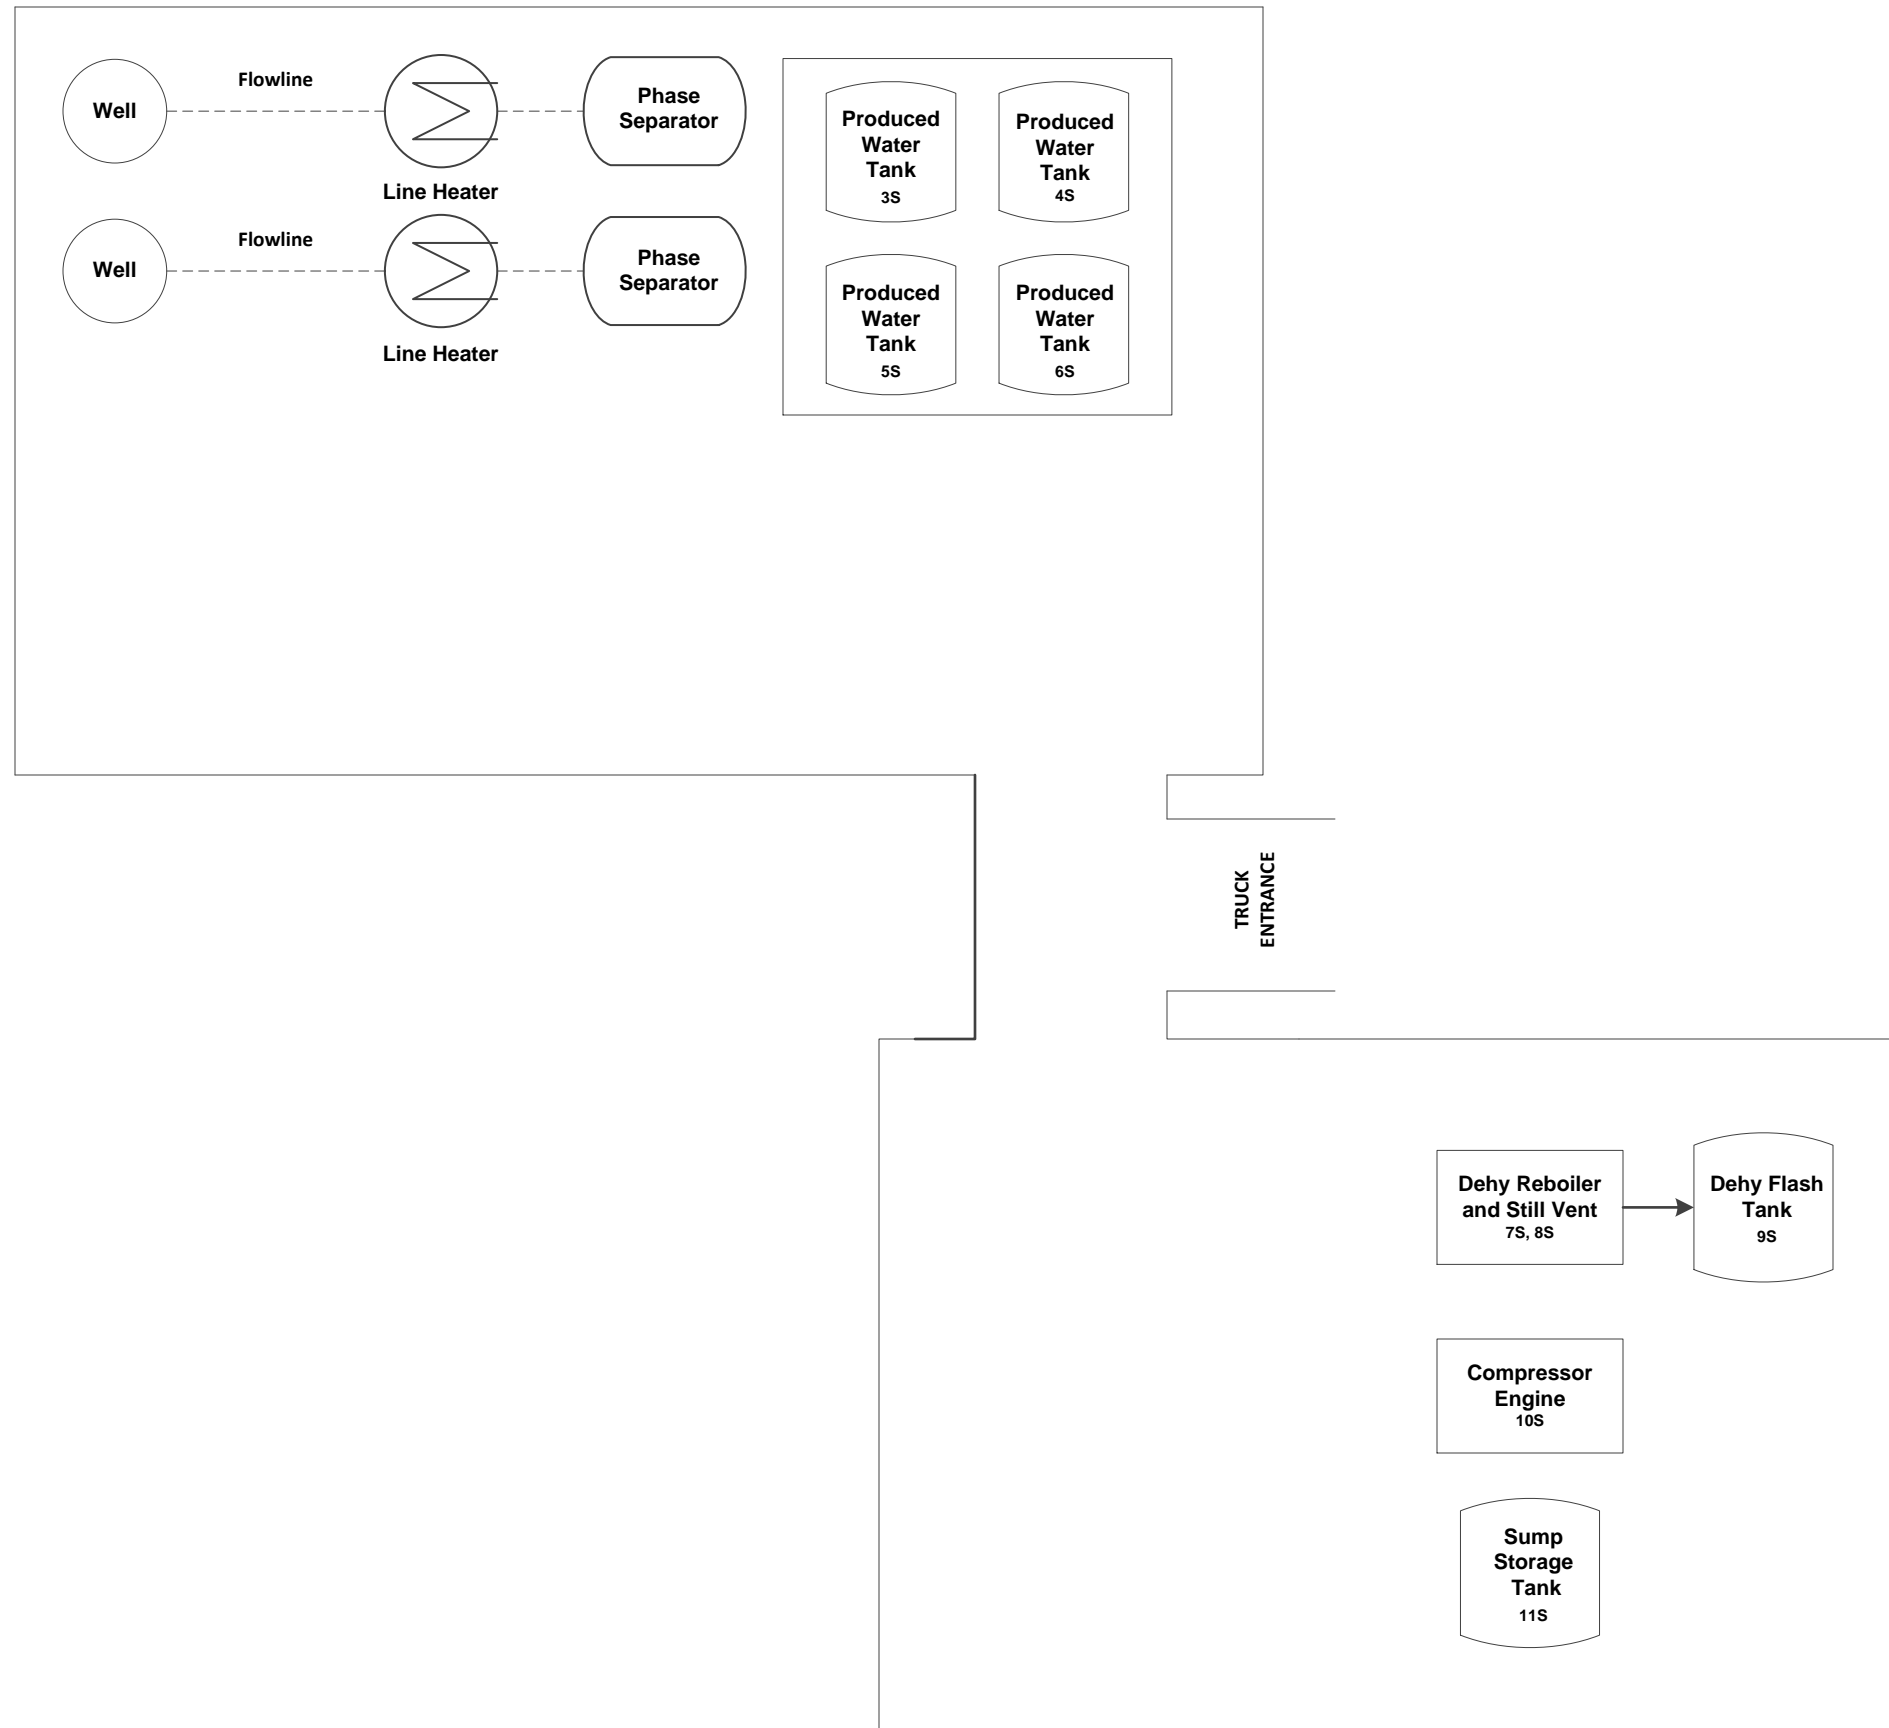 Well
Flowline
Line Heater
Phase
Separator
Well
Flowline
Line Heater
Phase
Separator
Produced
Water
Tank
3S
Produced
Water
Tank
4S
Produced
Water
Tank
5S
Produced
Water
Tank
6S
TRUCK
ENTRANCE
Dehy Reboiler
and Still Vent
7S, 8S
Dehy Flash
Tank
9S
Compressor
Engine
10S
Sump
Storage
Tank
11S